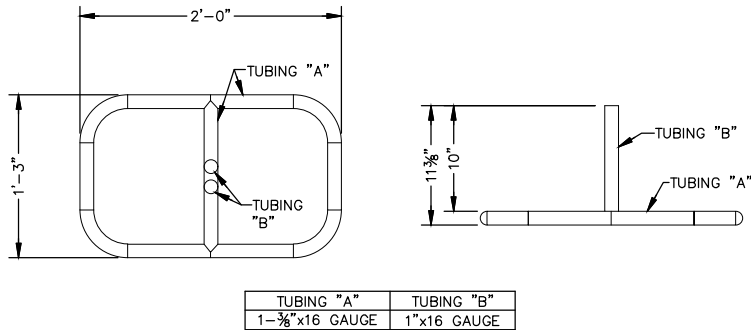 2'-0"
TUBING "A"
1'-3"
TUBING
"B"
11⅜"
10"
TUBING "B"
TUBING "A"
TUBING "A" TUBING "B"
1-⅜"x16 GAUGE 1"x16 GAUGE